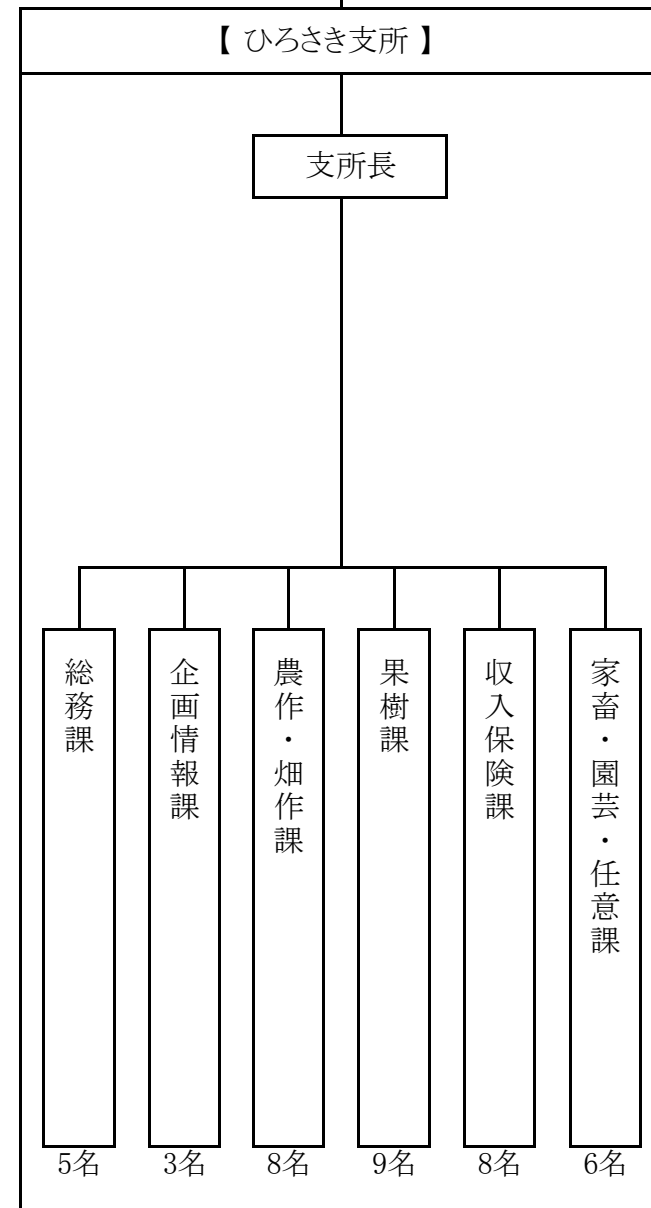 【 ひろさき支所 】
支所長
総務課
企画情報課
農作・畑作課
果樹課
収入保険課
家畜・園芸・任意課
5名
3名
8名
9名
8名
6名